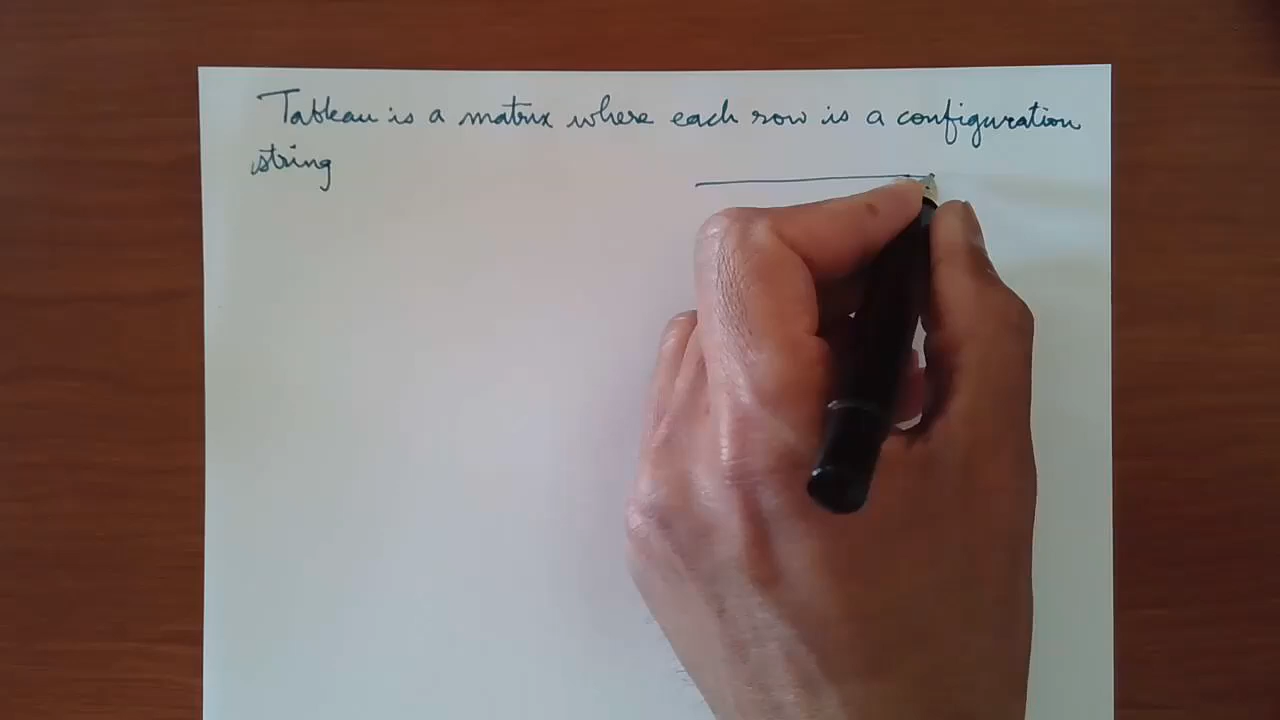 Tableau is a matrix where each row is a configuration
string